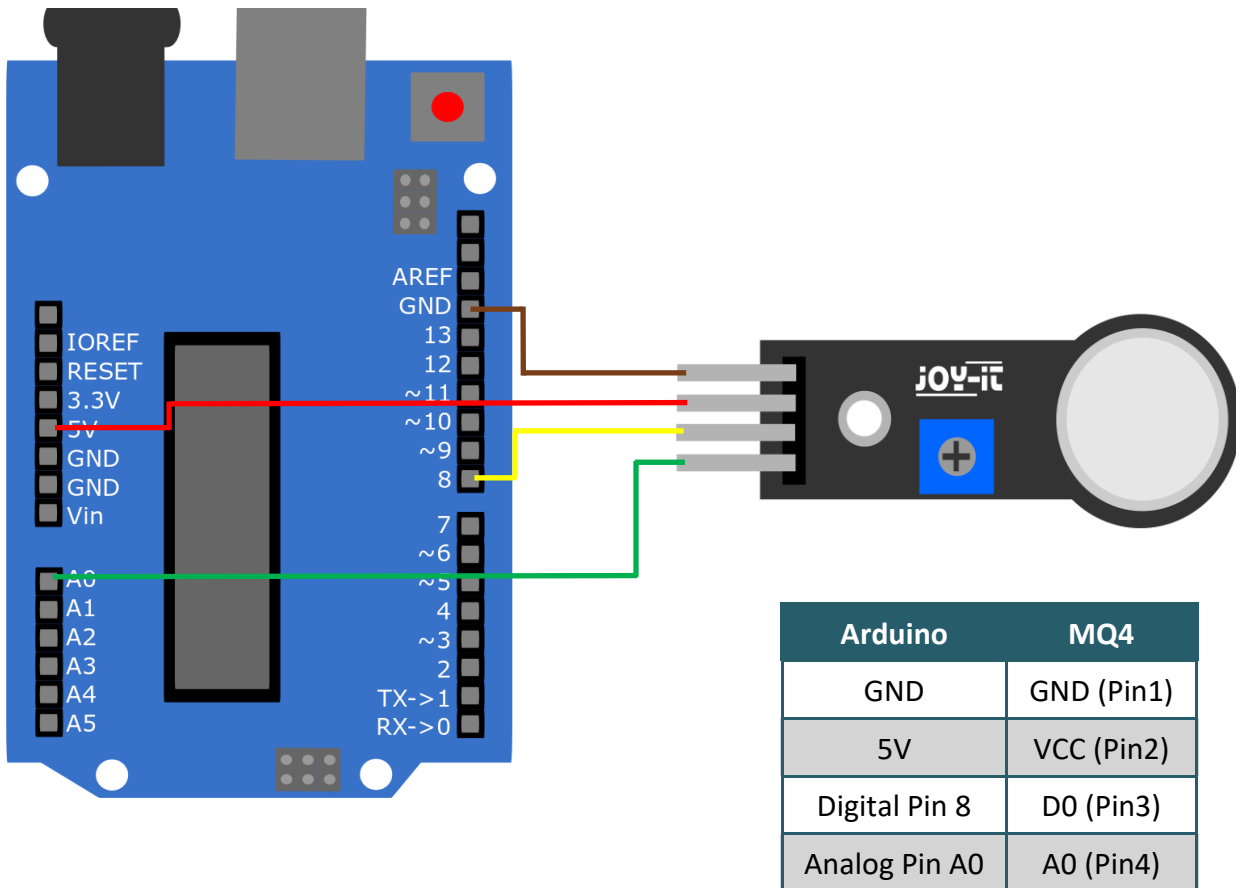 AREF
GND
13
12
~11
~10
~9
8
7
~6
~5
4
~3
2
TX->1
RX->0
IOREF
RESET
3.3V
5V
GND
GND
Vin
A0
A1
A2
A3
A4
A5
JOY-iT
Arduino MQ4
GND GND (Pin1)
5V VCC (Pin2)
Digital Pin 8 D0 (Pin3)
Analog Pin A0 A0 (Pin4)